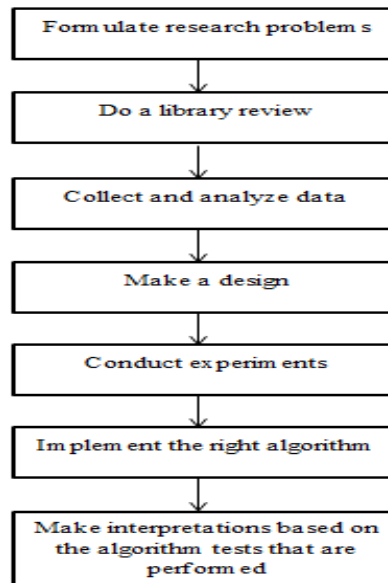 Formulate research problems
Do a library review
Collect and analyze data
Make a design
Conduct experiments
Implement the right algorithm
Make interpretations based on
the algorithm tests that are
performed